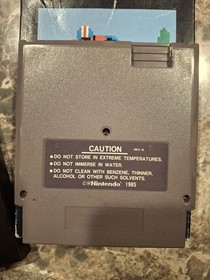 CAUTION
● DO NOT STORE IN EXTREME TEMPERATURES.
● DO NOT IMMERSE IN WATER.
● DO NOT CLEAN WITH BENZENE, THINNER,
ALCOHOL OR OTHER SUCH SOLVENTS.
©®Nintendo® 1985